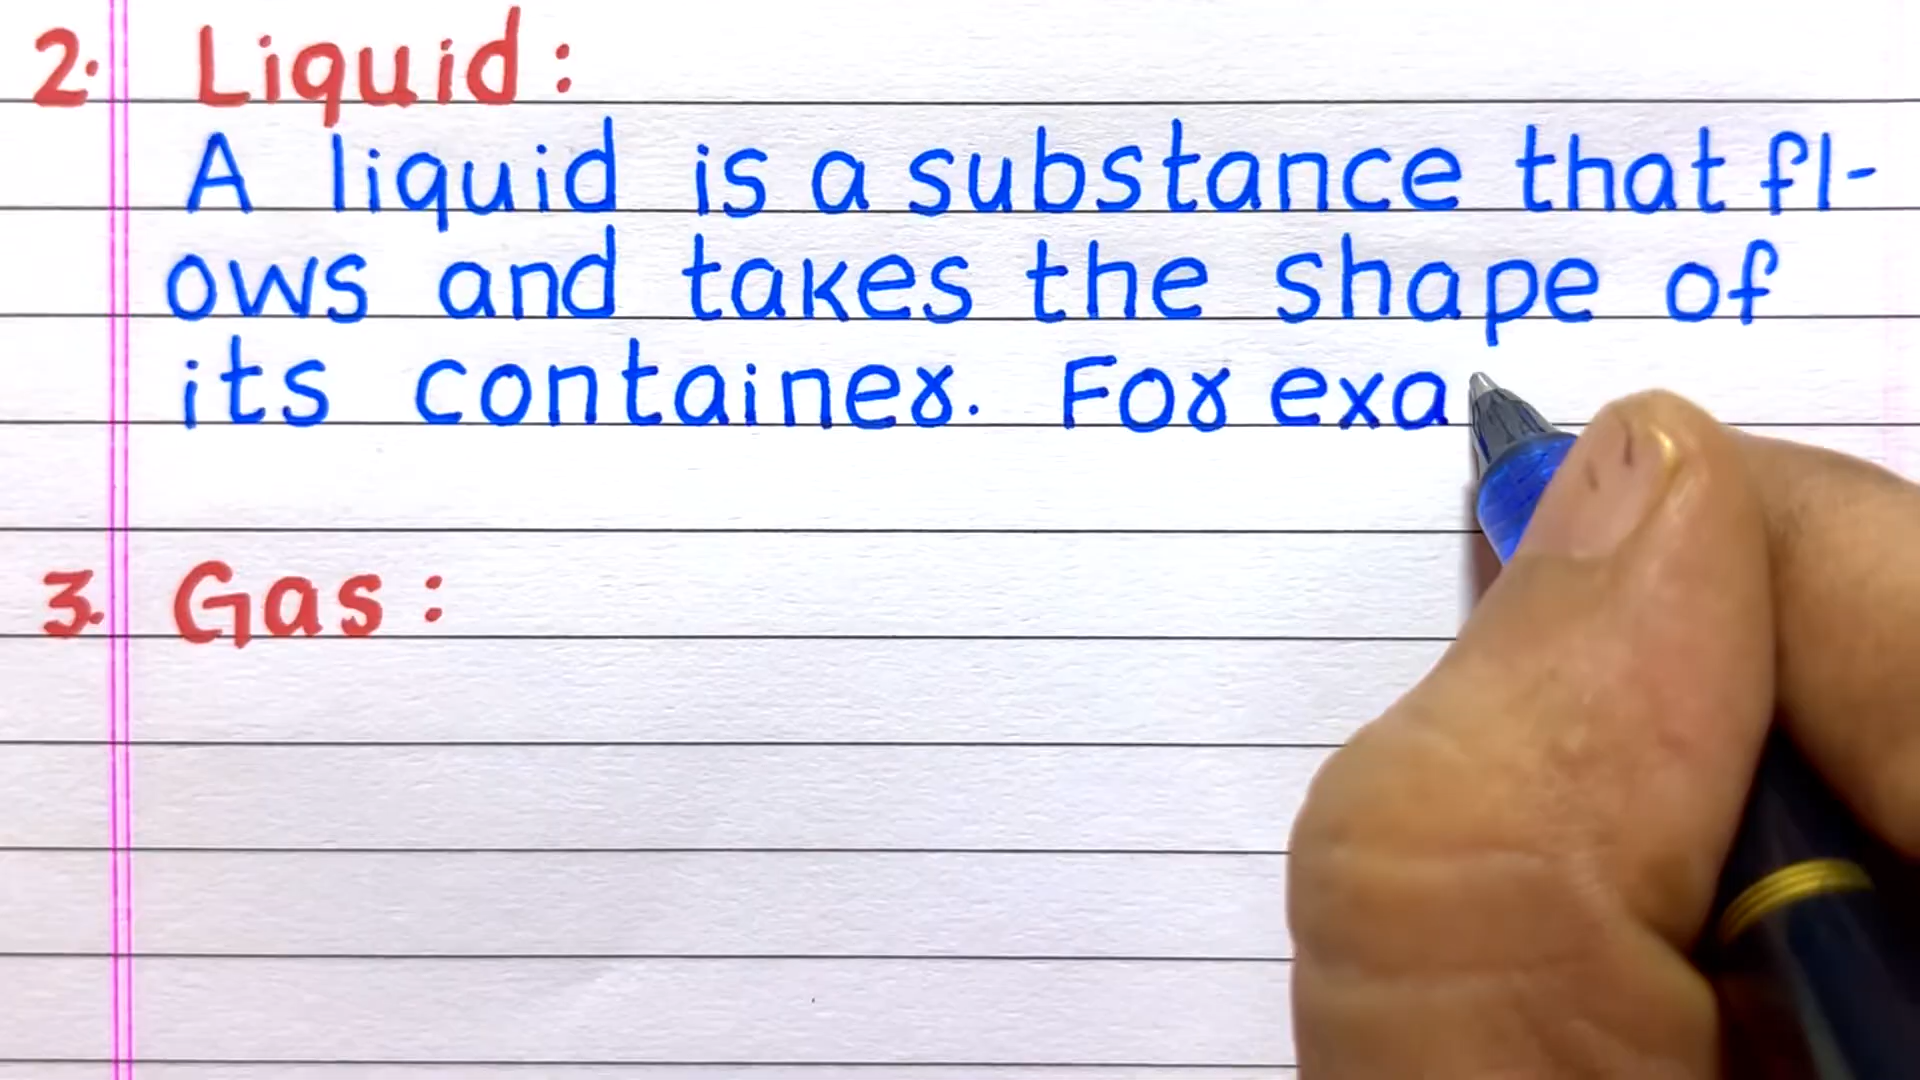 2. Liquid:
A liquid is a substance that fl-
ows and takes the shape of
its container. For exa
3. Gas: